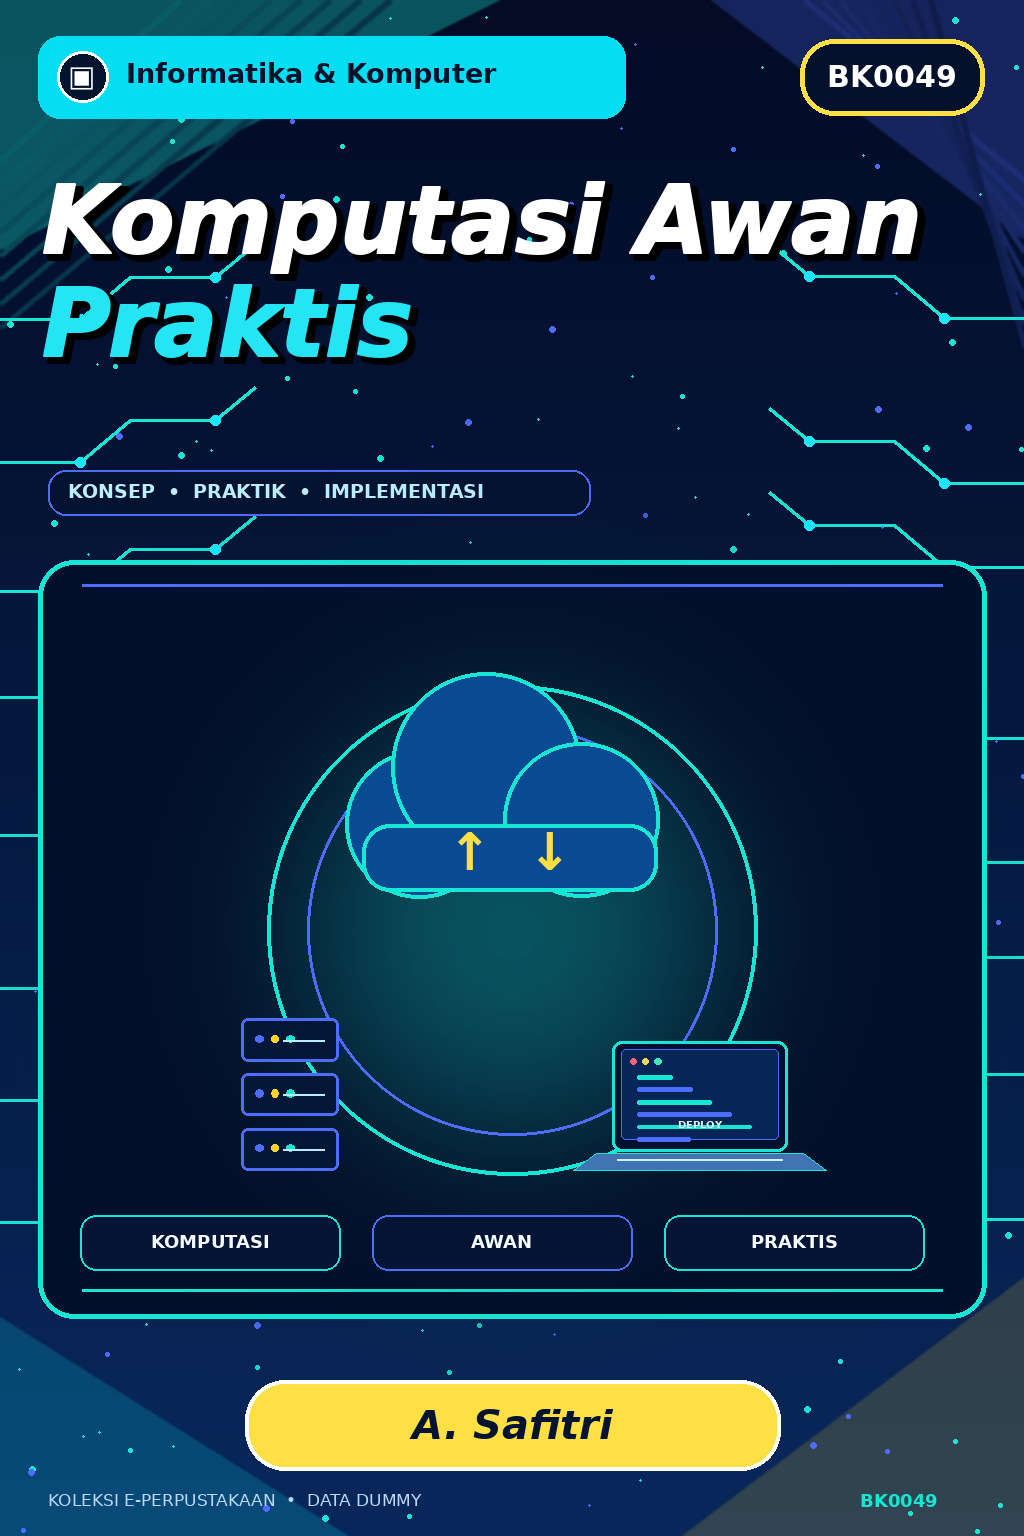 Informatika & Komputer
BK0049
Komputasi Awan
Praktis
KONSEP • PRAKTIK • IMPLEMENTASI
↑ ↓
DEPLOY
KOMPUTASI
AWAN
PRAKTIS
A. Safitri
KOLEKSI E-PERPUSTAKAAN • DATA DUMMY
BK0049